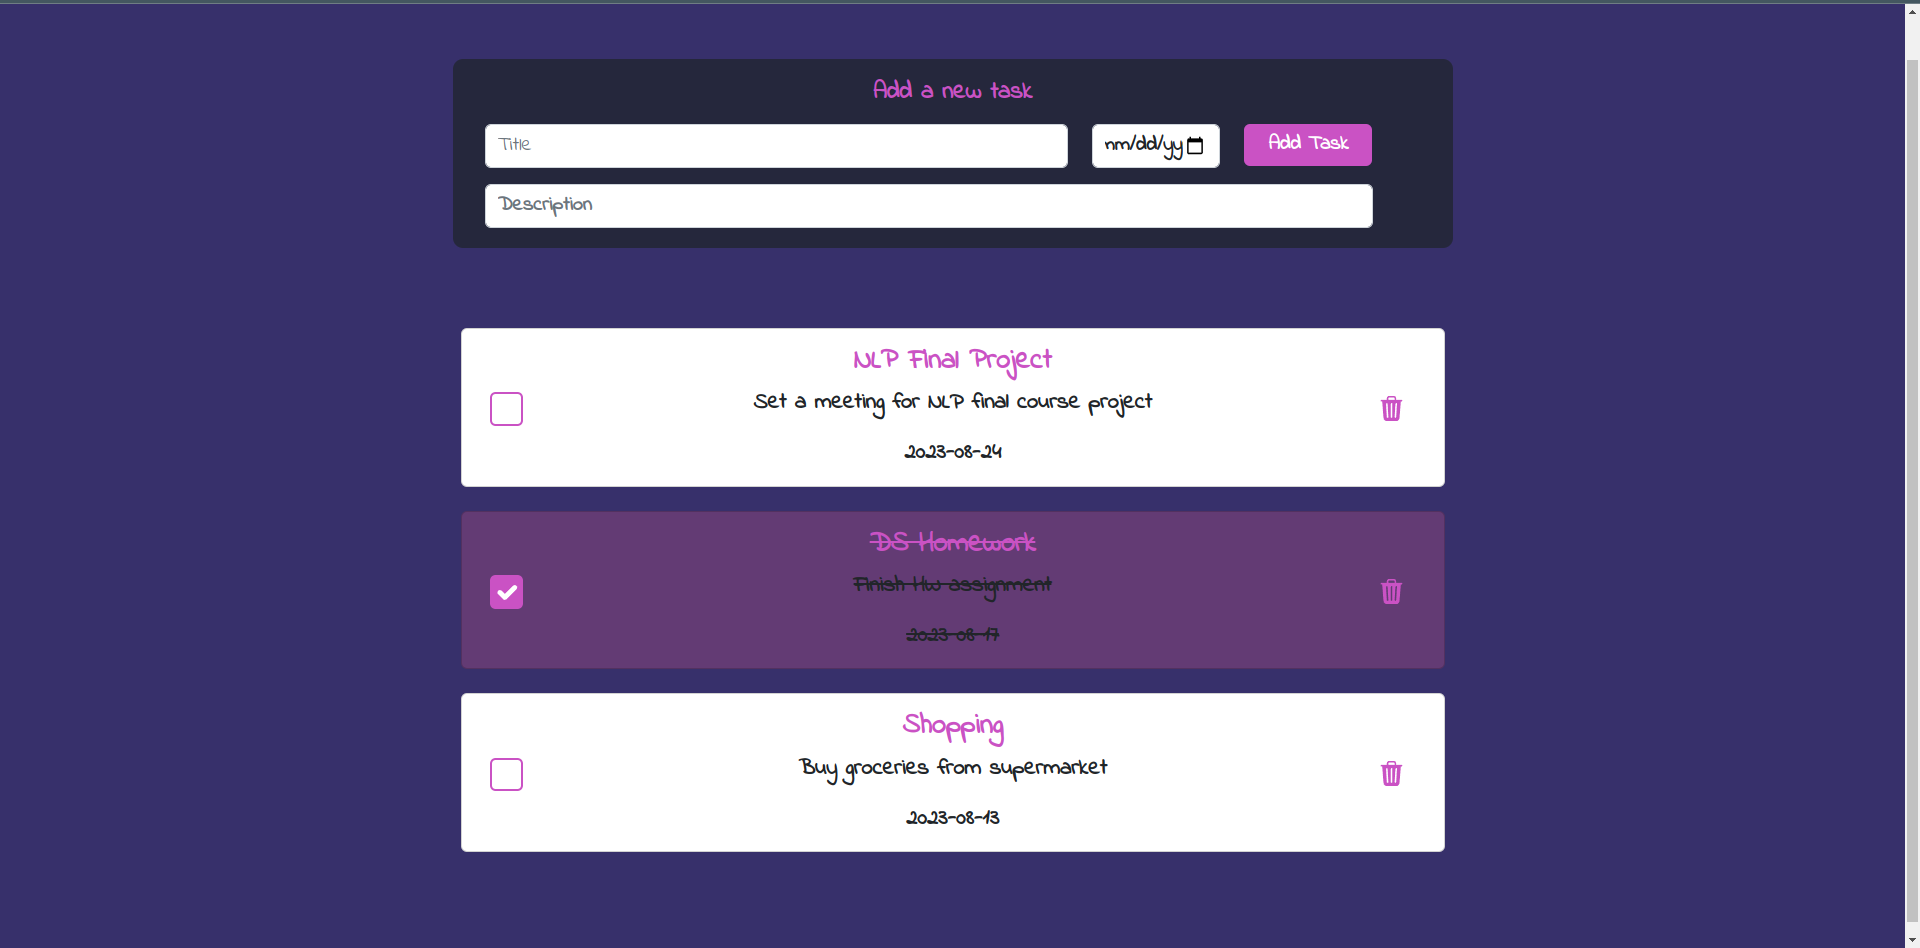 Add a new task
Title
mm/dd/yy
Add Task
Description
NLP Final Project
Set a meeting for NLP final course project
2023-08-24
DS Homework
Finish HW assignment
2023-08-17
Shopping
Buy groceries from supermarket
2023-08-13